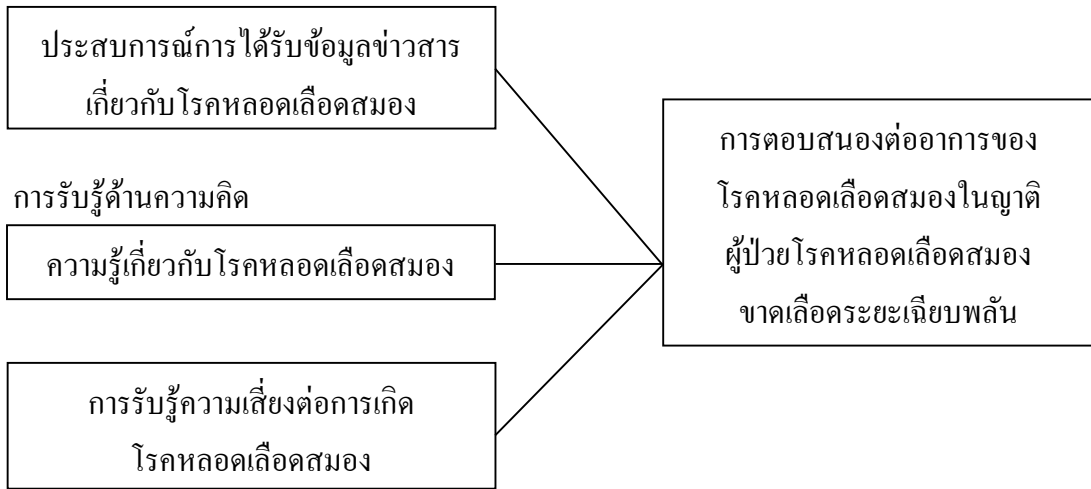 ประสบการณ์การได้รับข้อมูลข่าวสาร
เกี่ยวกับโรคหลอดเลือดสมอง
การรับรู้ด้านความคิด
ความรู้เกี่ยวกับโรคหลอดเลือดสมอง
การรับรู้ความเสี่ยงต่อการเกิด
โรคหลอดเลือดสมอง
การตอบสนองต่ออาการของ
โรคหลอดเลือดสมองในญาติ
ผู้ป่วยโรคหลอดเลือดสมอง
ขาดเลือดระยะเฉียบพลัน